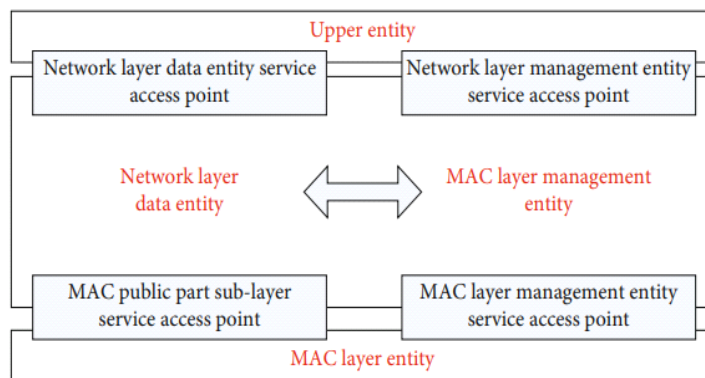 Upper entity
Network layer data entity service
access point
Network layer management entity
service access point
Network layer
data entity
MAC layer management
entity
MAC public part sub-layer
service access point
MAC layer management entity
service access point
MAC layer entity